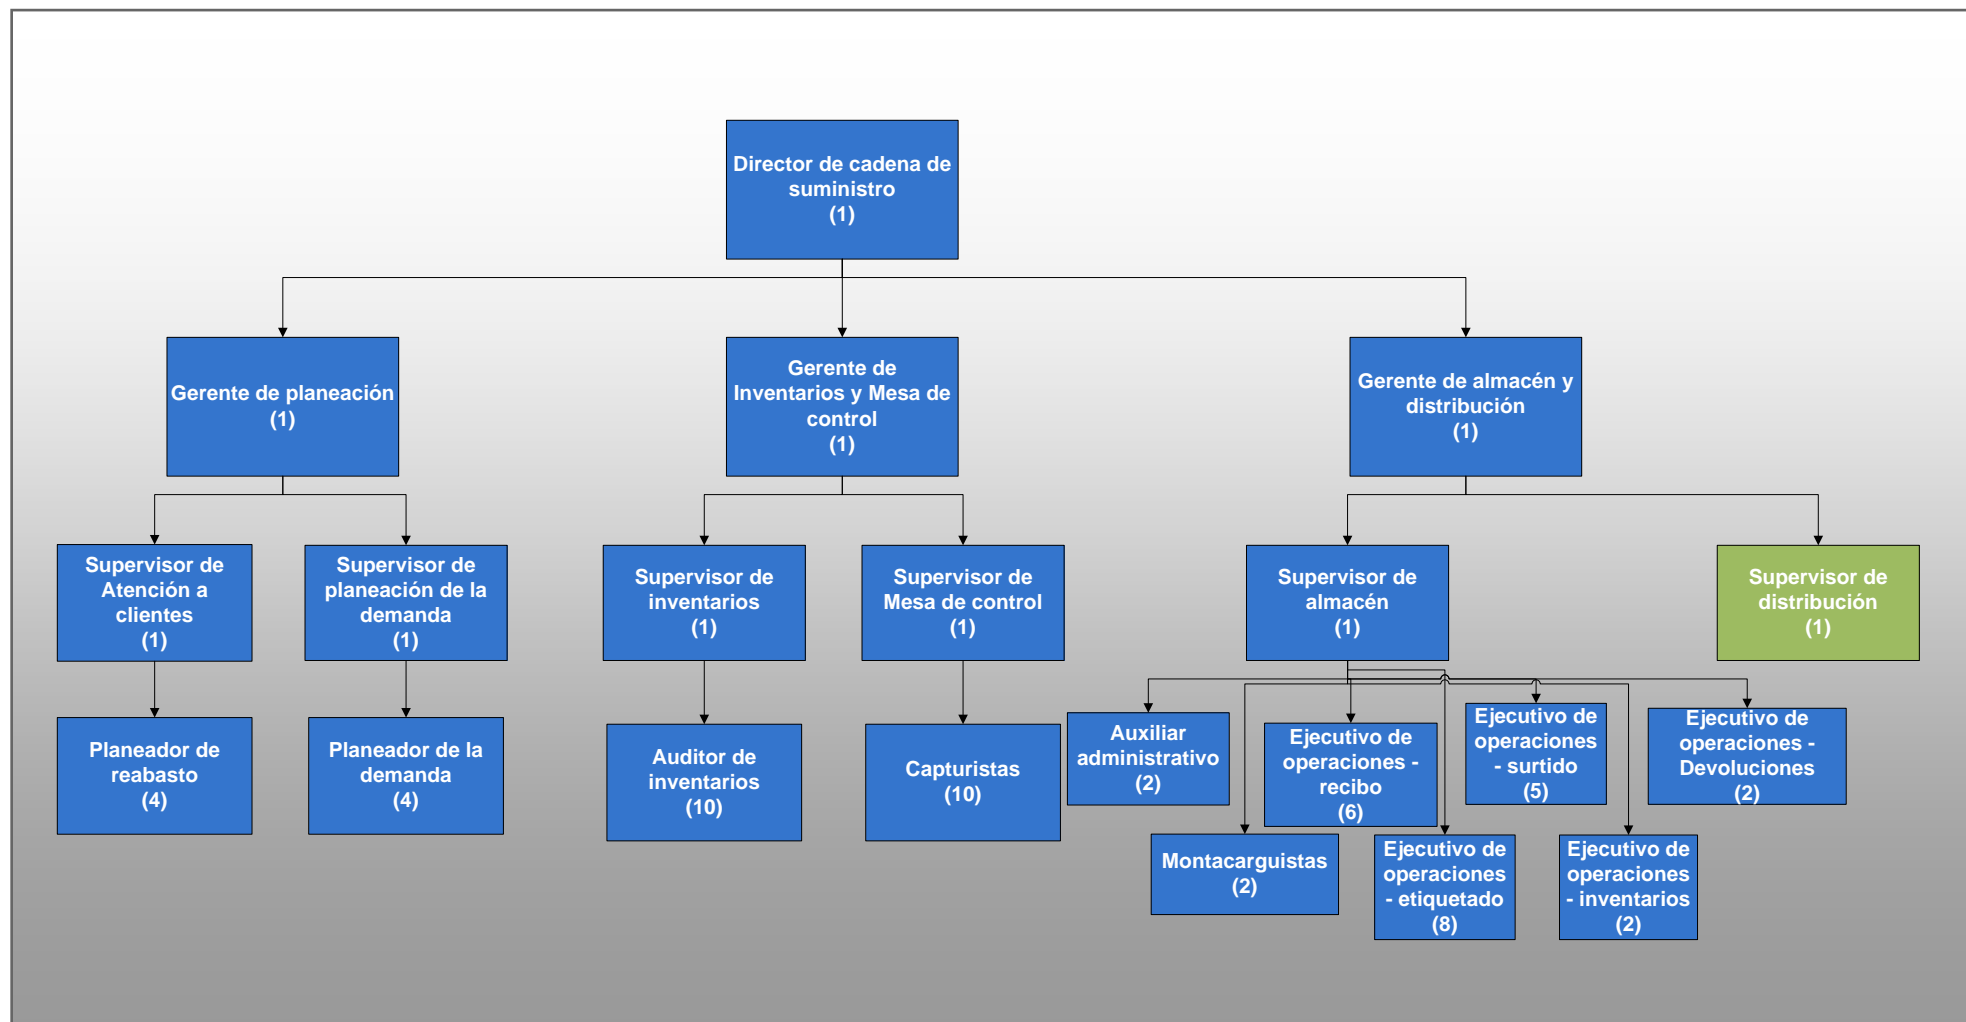 Director de cadena de
suministro
(1)
Gerente de planeación
(1)
Gerente de
Inventarios y Mesa de
control
(1)
Gerente de almacén y
distribución
(1)
Supervisor de
Atención a
clientes
(1)
Supervisor de
planeación de la
demanda
(1)
Supervisor de
inventarios
(1)
Supervisor de
Mesa de control
(1)
Supervisor de
almacén
(1)
Supervisor de
distribución
(1)
Planeador de
reabasto
(4)
Planeador de la
demanda
(4)
Auditor de
inventarios
(10)
Capturistas
(10)
Auxiliar
administrativo
(2)
Ejecutivo de
operaciones -
recibo
(6)
Ejecutivo de
operaciones
- surtido
(5)
Ejecutivo de
operaciones -
Devoluciones
(2)
Montacarguistas
(2)
Ejecutivo de
operaciones
- etiquetado
(8)
Ejecutivo de
operaciones
- inventarios
(2)